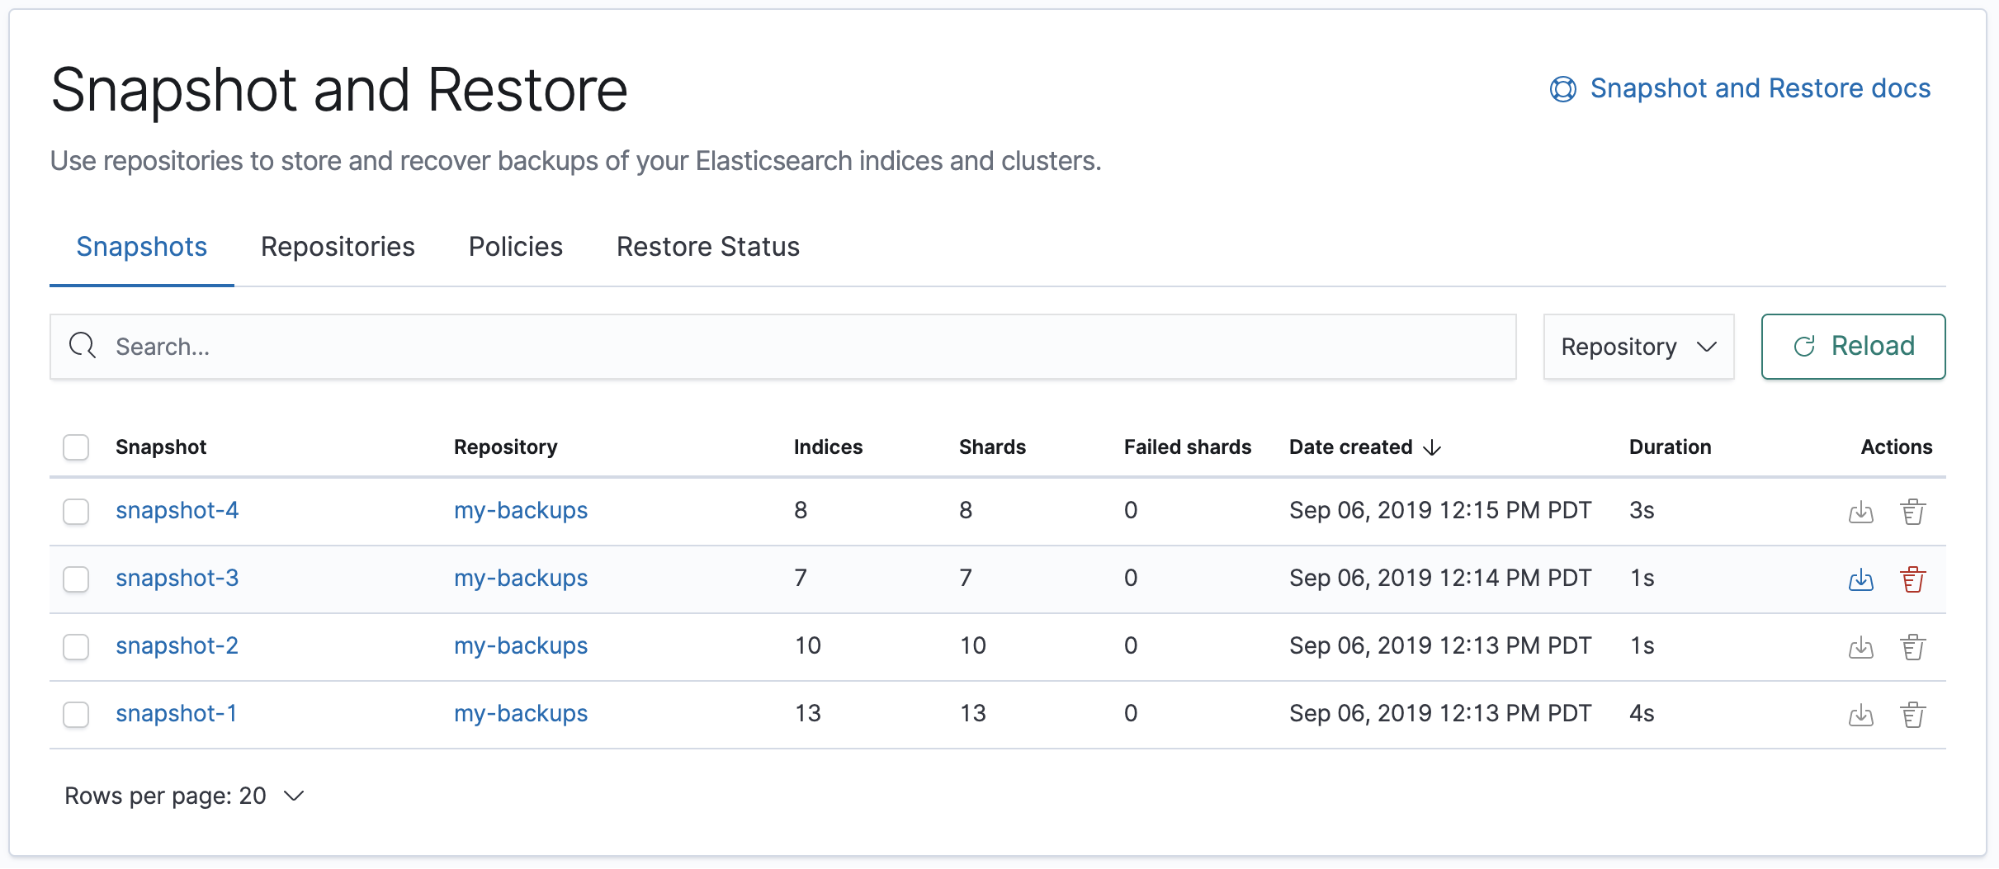 Snapshot and Restore
Snapshot and Restore docs
Use repositories to store and recover backups of your Elasticsearch indices and clusters.
Snapshots Repositories Policies Restore Status
Search... Repository Reload
Snapshot Repository Indices Shards Failed shards Date created Duration Actions
snapshot-4 my-backups 8 8 0 Sep 06, 2019 12:15 PM PDT 3s
snapshot-3 my-backups 7 7 0 Sep 06, 2019 12:14 PM PDT 1s
snapshot-2 my-backups 10 10 0 Sep 06, 2019 12:13 PM PDT 1s
snapshot-1 my-backups 13 13 0 Sep 06, 2019 12:13 PM PDT 4s
Rows per page: 20